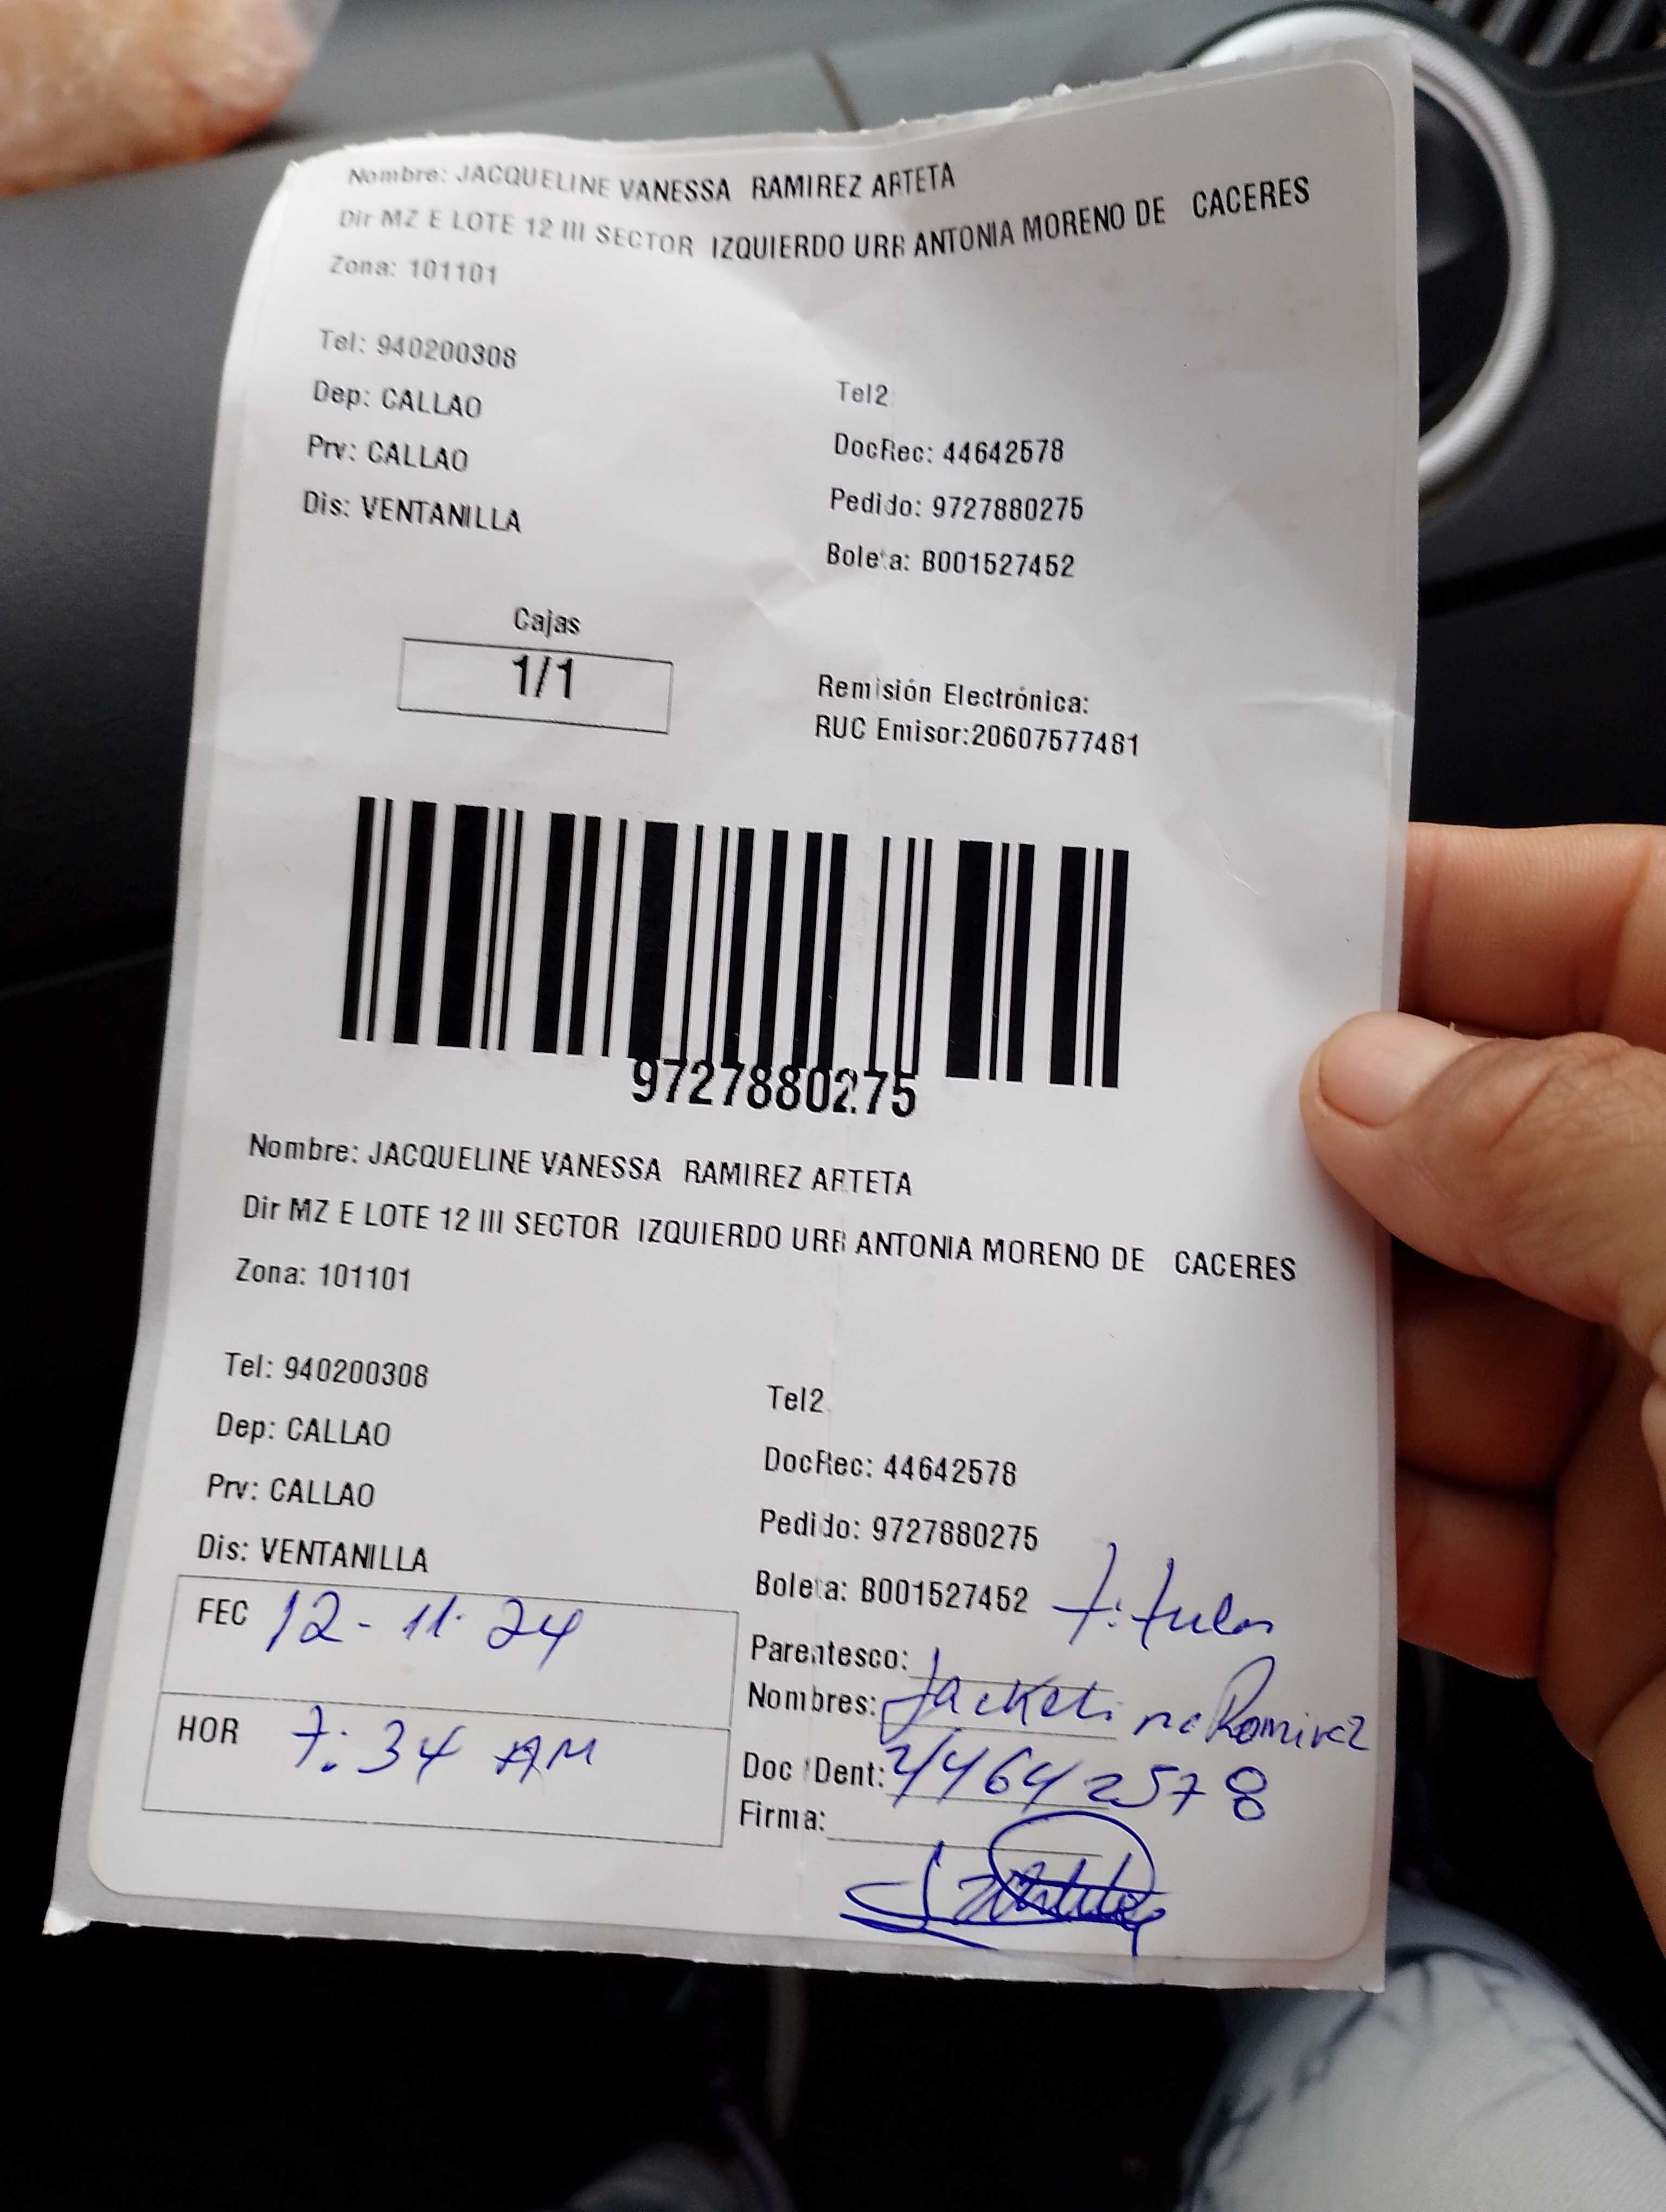 Nombre: JACQUELINE VANESSA RAMIREZ ARTETA
Dir MZ E LOTE 12 III SECTOR IZQUIERDO URB ANTONIA MORENO DE CACERES
Zona: 101101
Tel: 940200308
Tel2
Dep: CALLAO
DocRec: 44642578
Prv: CALLAO
Pedido: 9727880275
Dis: VENTANILLA
Boleta: B001527452
Cajas
1/1
Remisión Electrónica:
RUC Emisor:20607577481
9727880275
Nombre: JACQUELINE VANESSA RAMIREZ ARTETA
Dir MZ E LOTE 12 III SECTOR IZQUIERDO URB ANTONIA MORENO DE CACERES
Zona: 101101
Tel: 940200308
Tel2
Dep: CALLAO
DocRec: 44642578
Prv: CALLAO
Pedido: 9727880275
Dis: VENTANILLA
Boleta: B001527452
FEC 12-11-24
Parentesco: titular
Nombres: Jackeline Ramirez
HOR 7:34 AM
Doc Dent: 44642578
Firma: